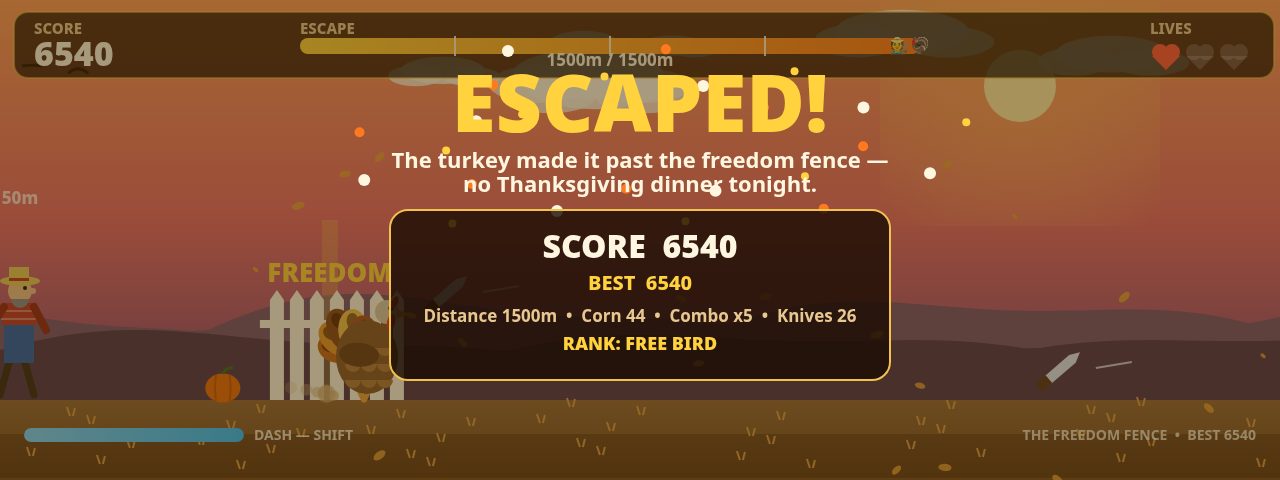 SCORE
6540
ESCAPE
1500m / 1500m
LIVES
ESCAPED!
The turkey made it past the freedom fence —
no Thanksgiving dinner tonight.
50m
FREEDOM
SCORE 6540
BEST 6540
Distance 1500m • Corn 44 • Combo x5 • Knives 26
RANK: FREE BIRD
DASH — SHIFT
THE FREEDOM FENCE • BEST 6540